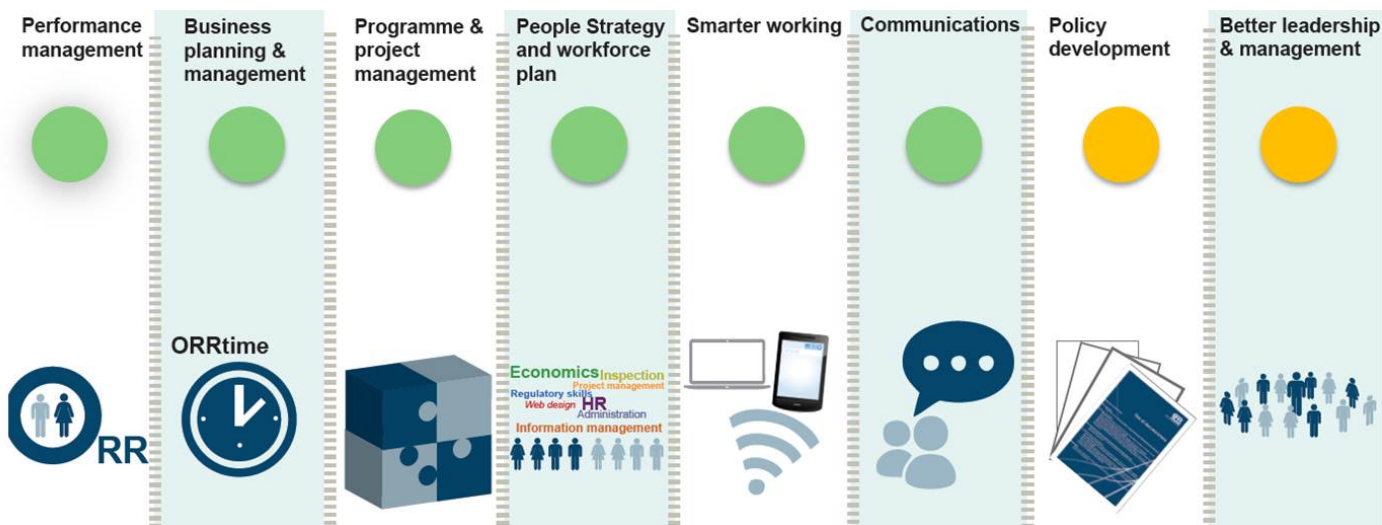 Performance
management
Business
planning &
management
Programme &
project
management
People Strategy
and workforce
plan
Smarter working
Communications
Policy
development
Better leadership
& management
RR
ORRtime
Economics
Inspection
Project management
Regulatory skills
Web design
HR
Administration
Information management